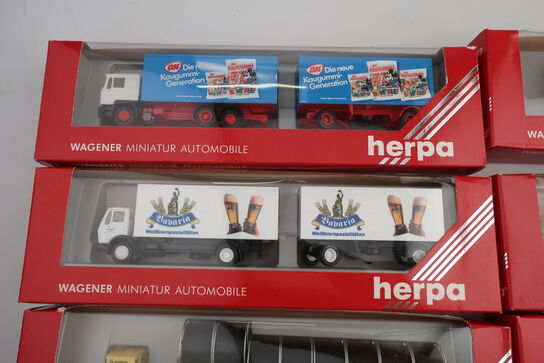 OK Die neue
Kaugummi-
Generation
OK Die neue
Kaugummi-
Generation
WAGENER MINIATUR AUTOMOBILE
herpa
Bavaria
Weißbierspezialitäten
Bavaria
Weißbierspezialitäten
WAGENER MINIATUR AUTOMOBILE
herpa